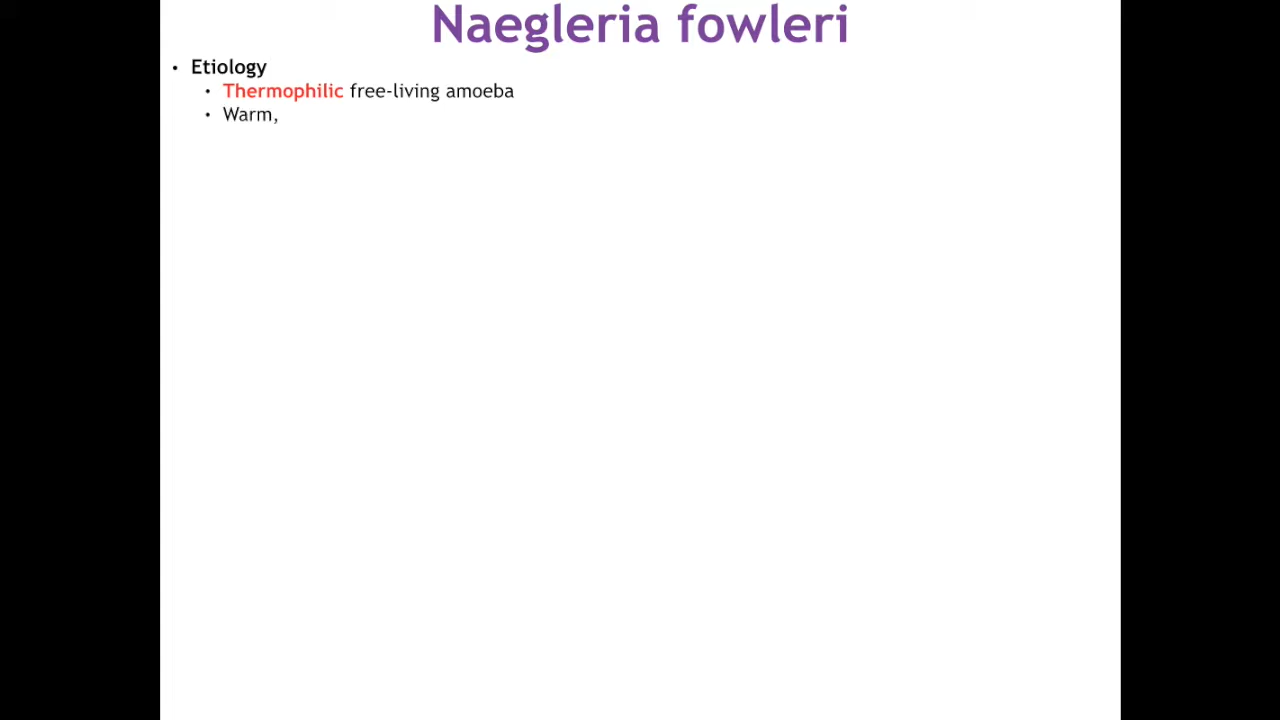 Naegleria fowleri
• Etiology
• Thermophilic free-living amoeba
• Warm,